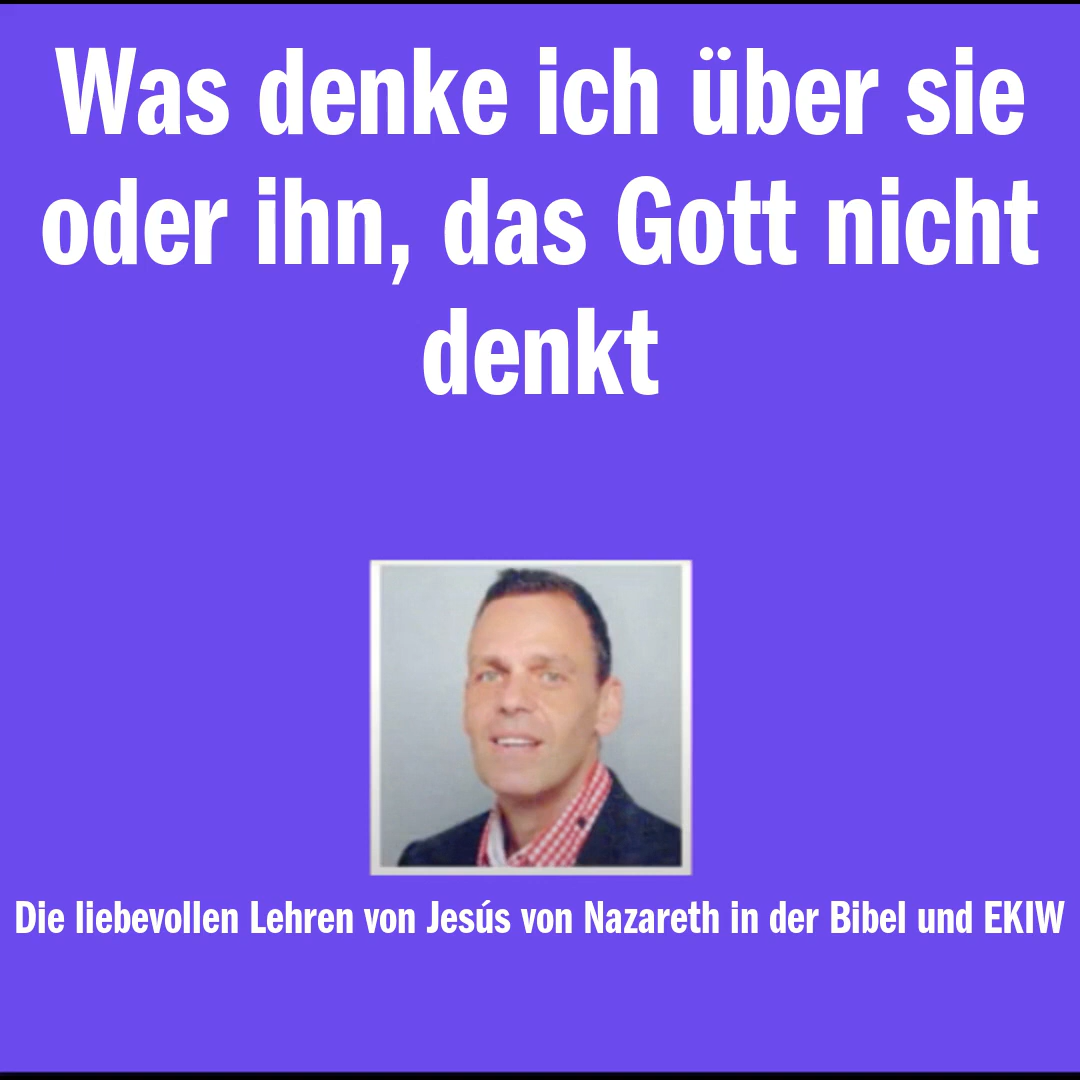 Was denke ich über sie
oder ihn, das Gott nicht
denkt
Die liebevollen Lehren von Jesús von Nazareth in der Bibel und EKIW